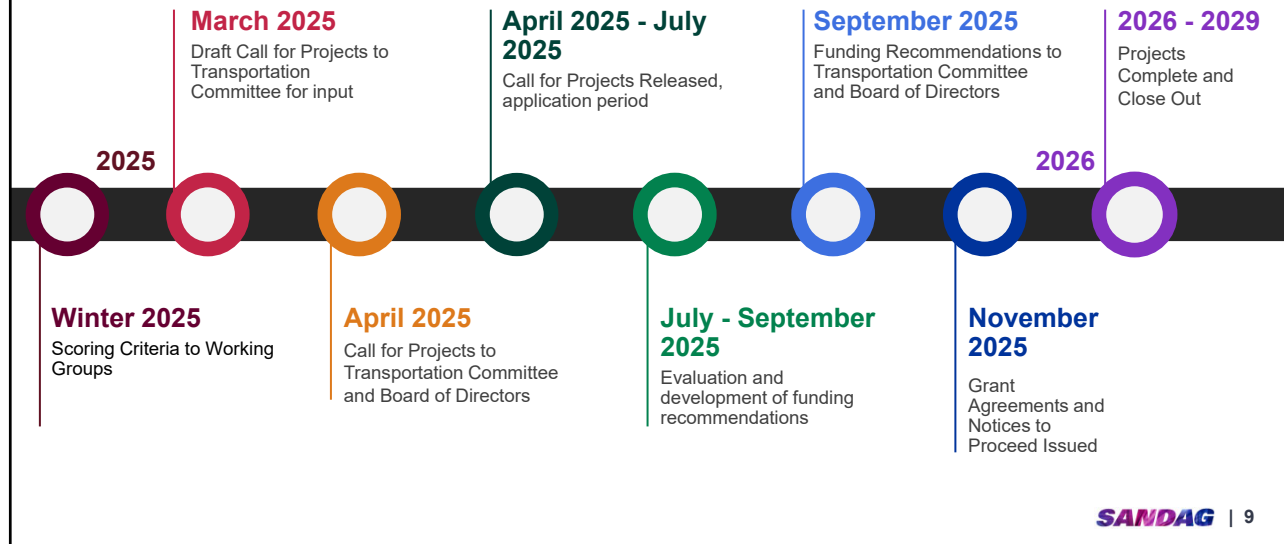 March 2025
Draft Call for Projects to
Transportation
Committee for input
April 2025 - July
2025
Call for Projects Released,
application period
September 2025
Funding Recommendations to
Transportation Committee
and Board of Directors
2026 - 2029
Projects
Complete and
Close Out
2025
2026
Winter 2025
Scoring Criteria to Working
Groups
April 2025
Call for Projects to
Transportation Committee
and Board of Directors
July - September
2025
Evaluation and
development of funding
recommendations
November
2025
Grant
Agreements and
Notices to
Proceed Issued
SANDAG | 9